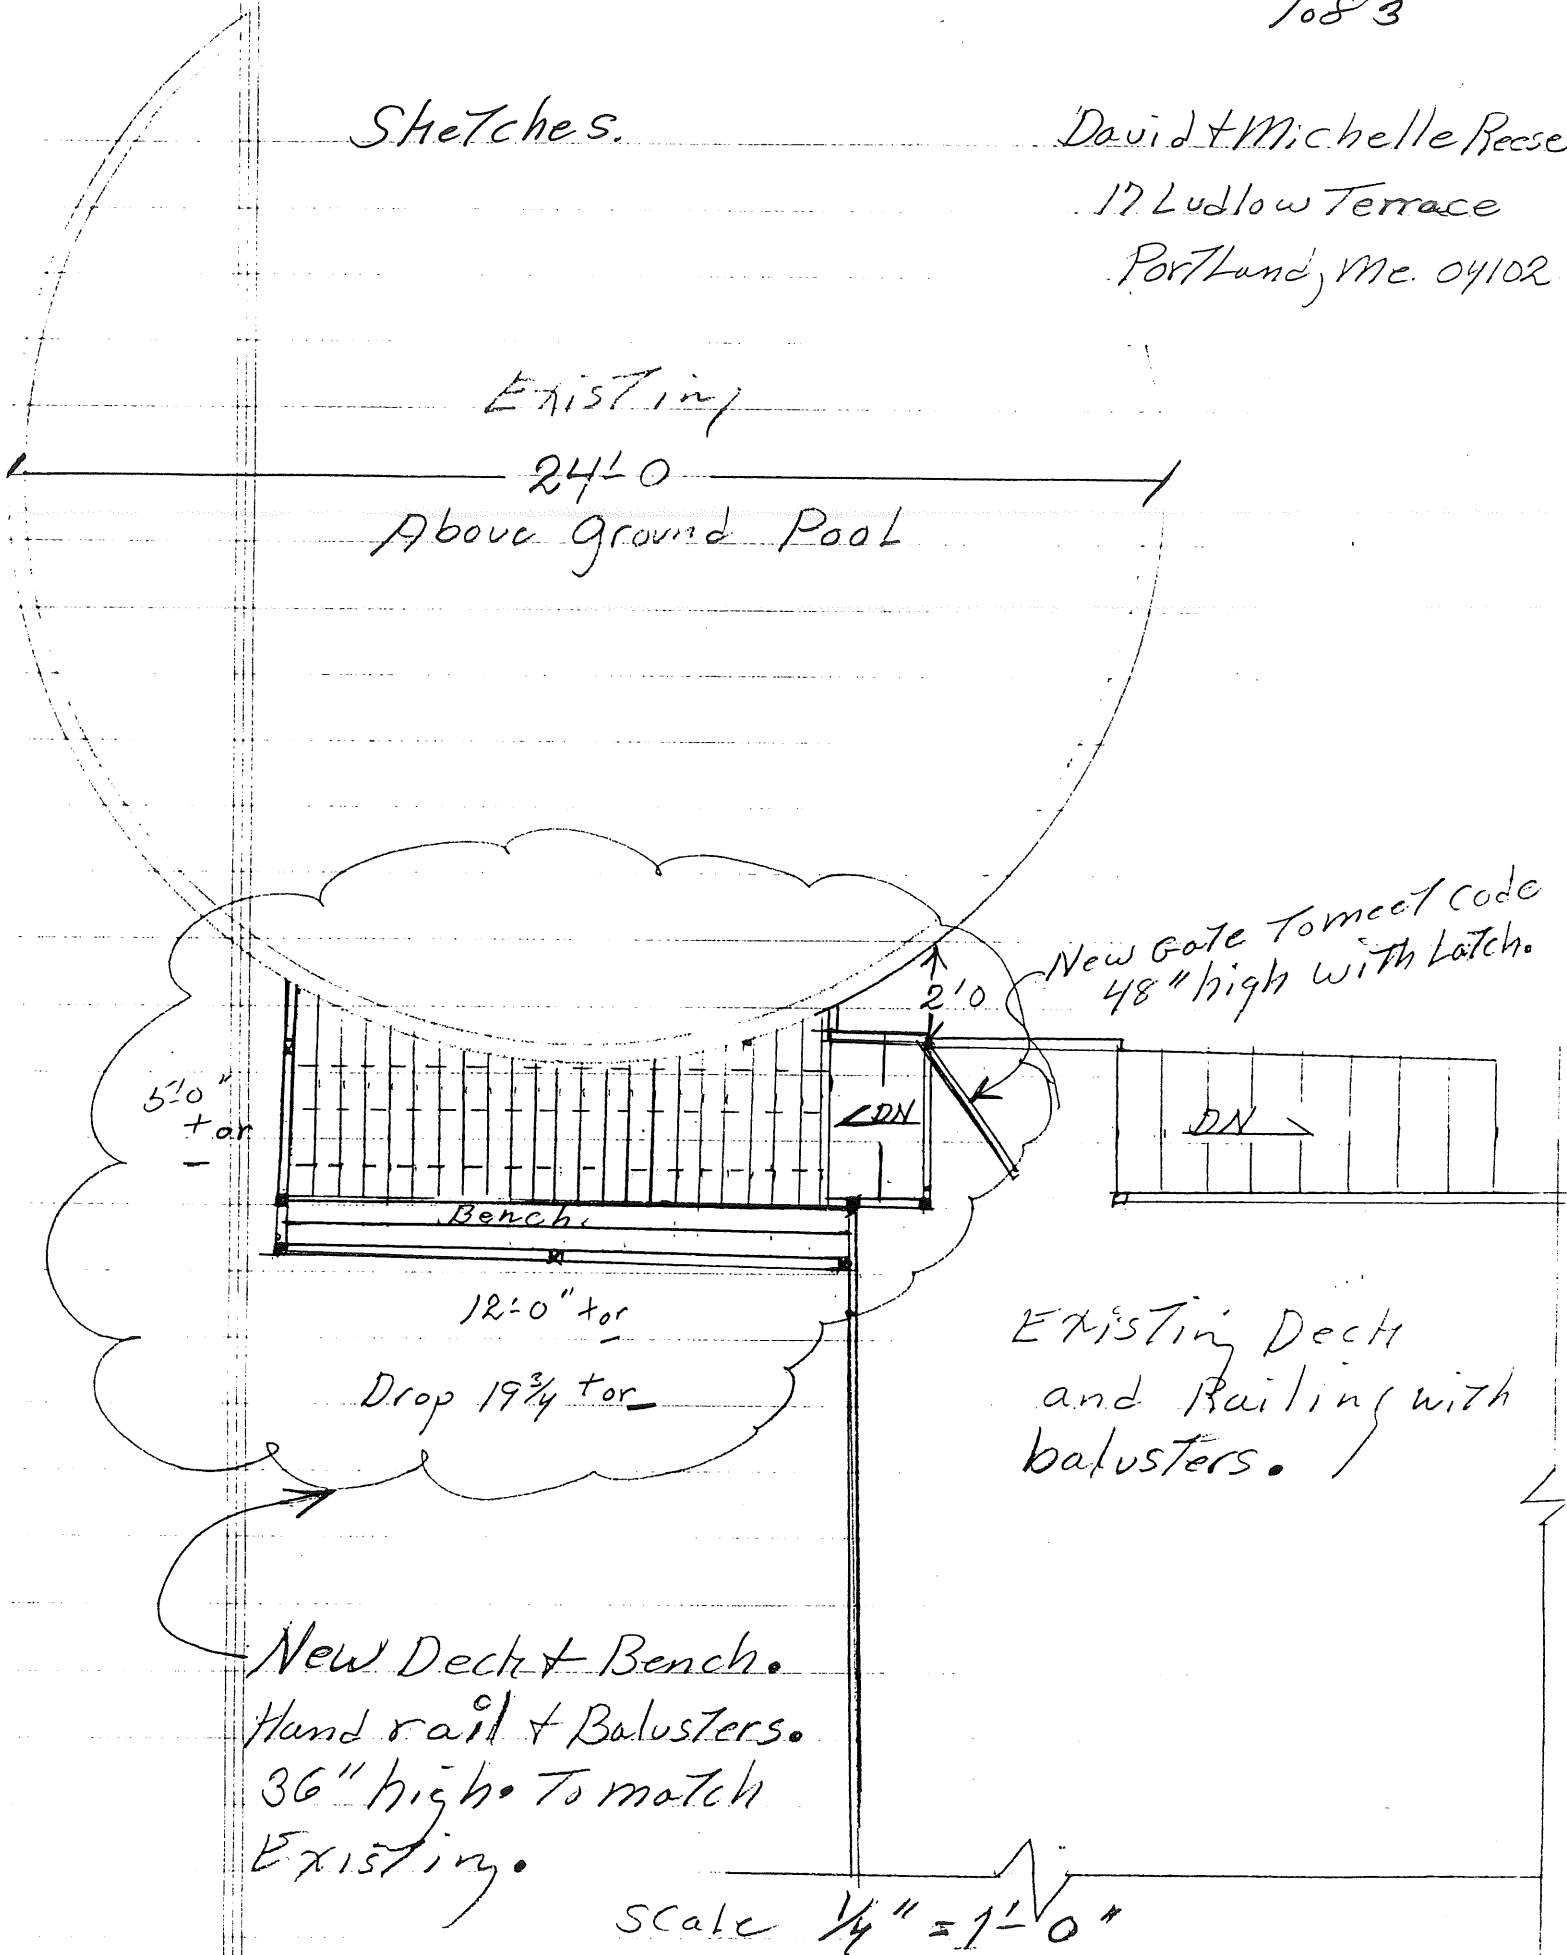 1 of 3
Sketches.
David + Michelle Reese
17 Ludlow Terrace
Portland, Me. 04102
Existing
24'-0
Above Ground Pool
New Gate To meet Code
48" high with Latch.
2'0
5'-0"
+ or
-
DN
DN
Bench.
12'-0" + or -
Drop 19 3/4 + or -
Existing Deck
and Railing with
balusters.
New Deck + Bench.
Hand rail + Balusters.
36" high. To match
Existing.
Scale 1/4" = 1'-0"